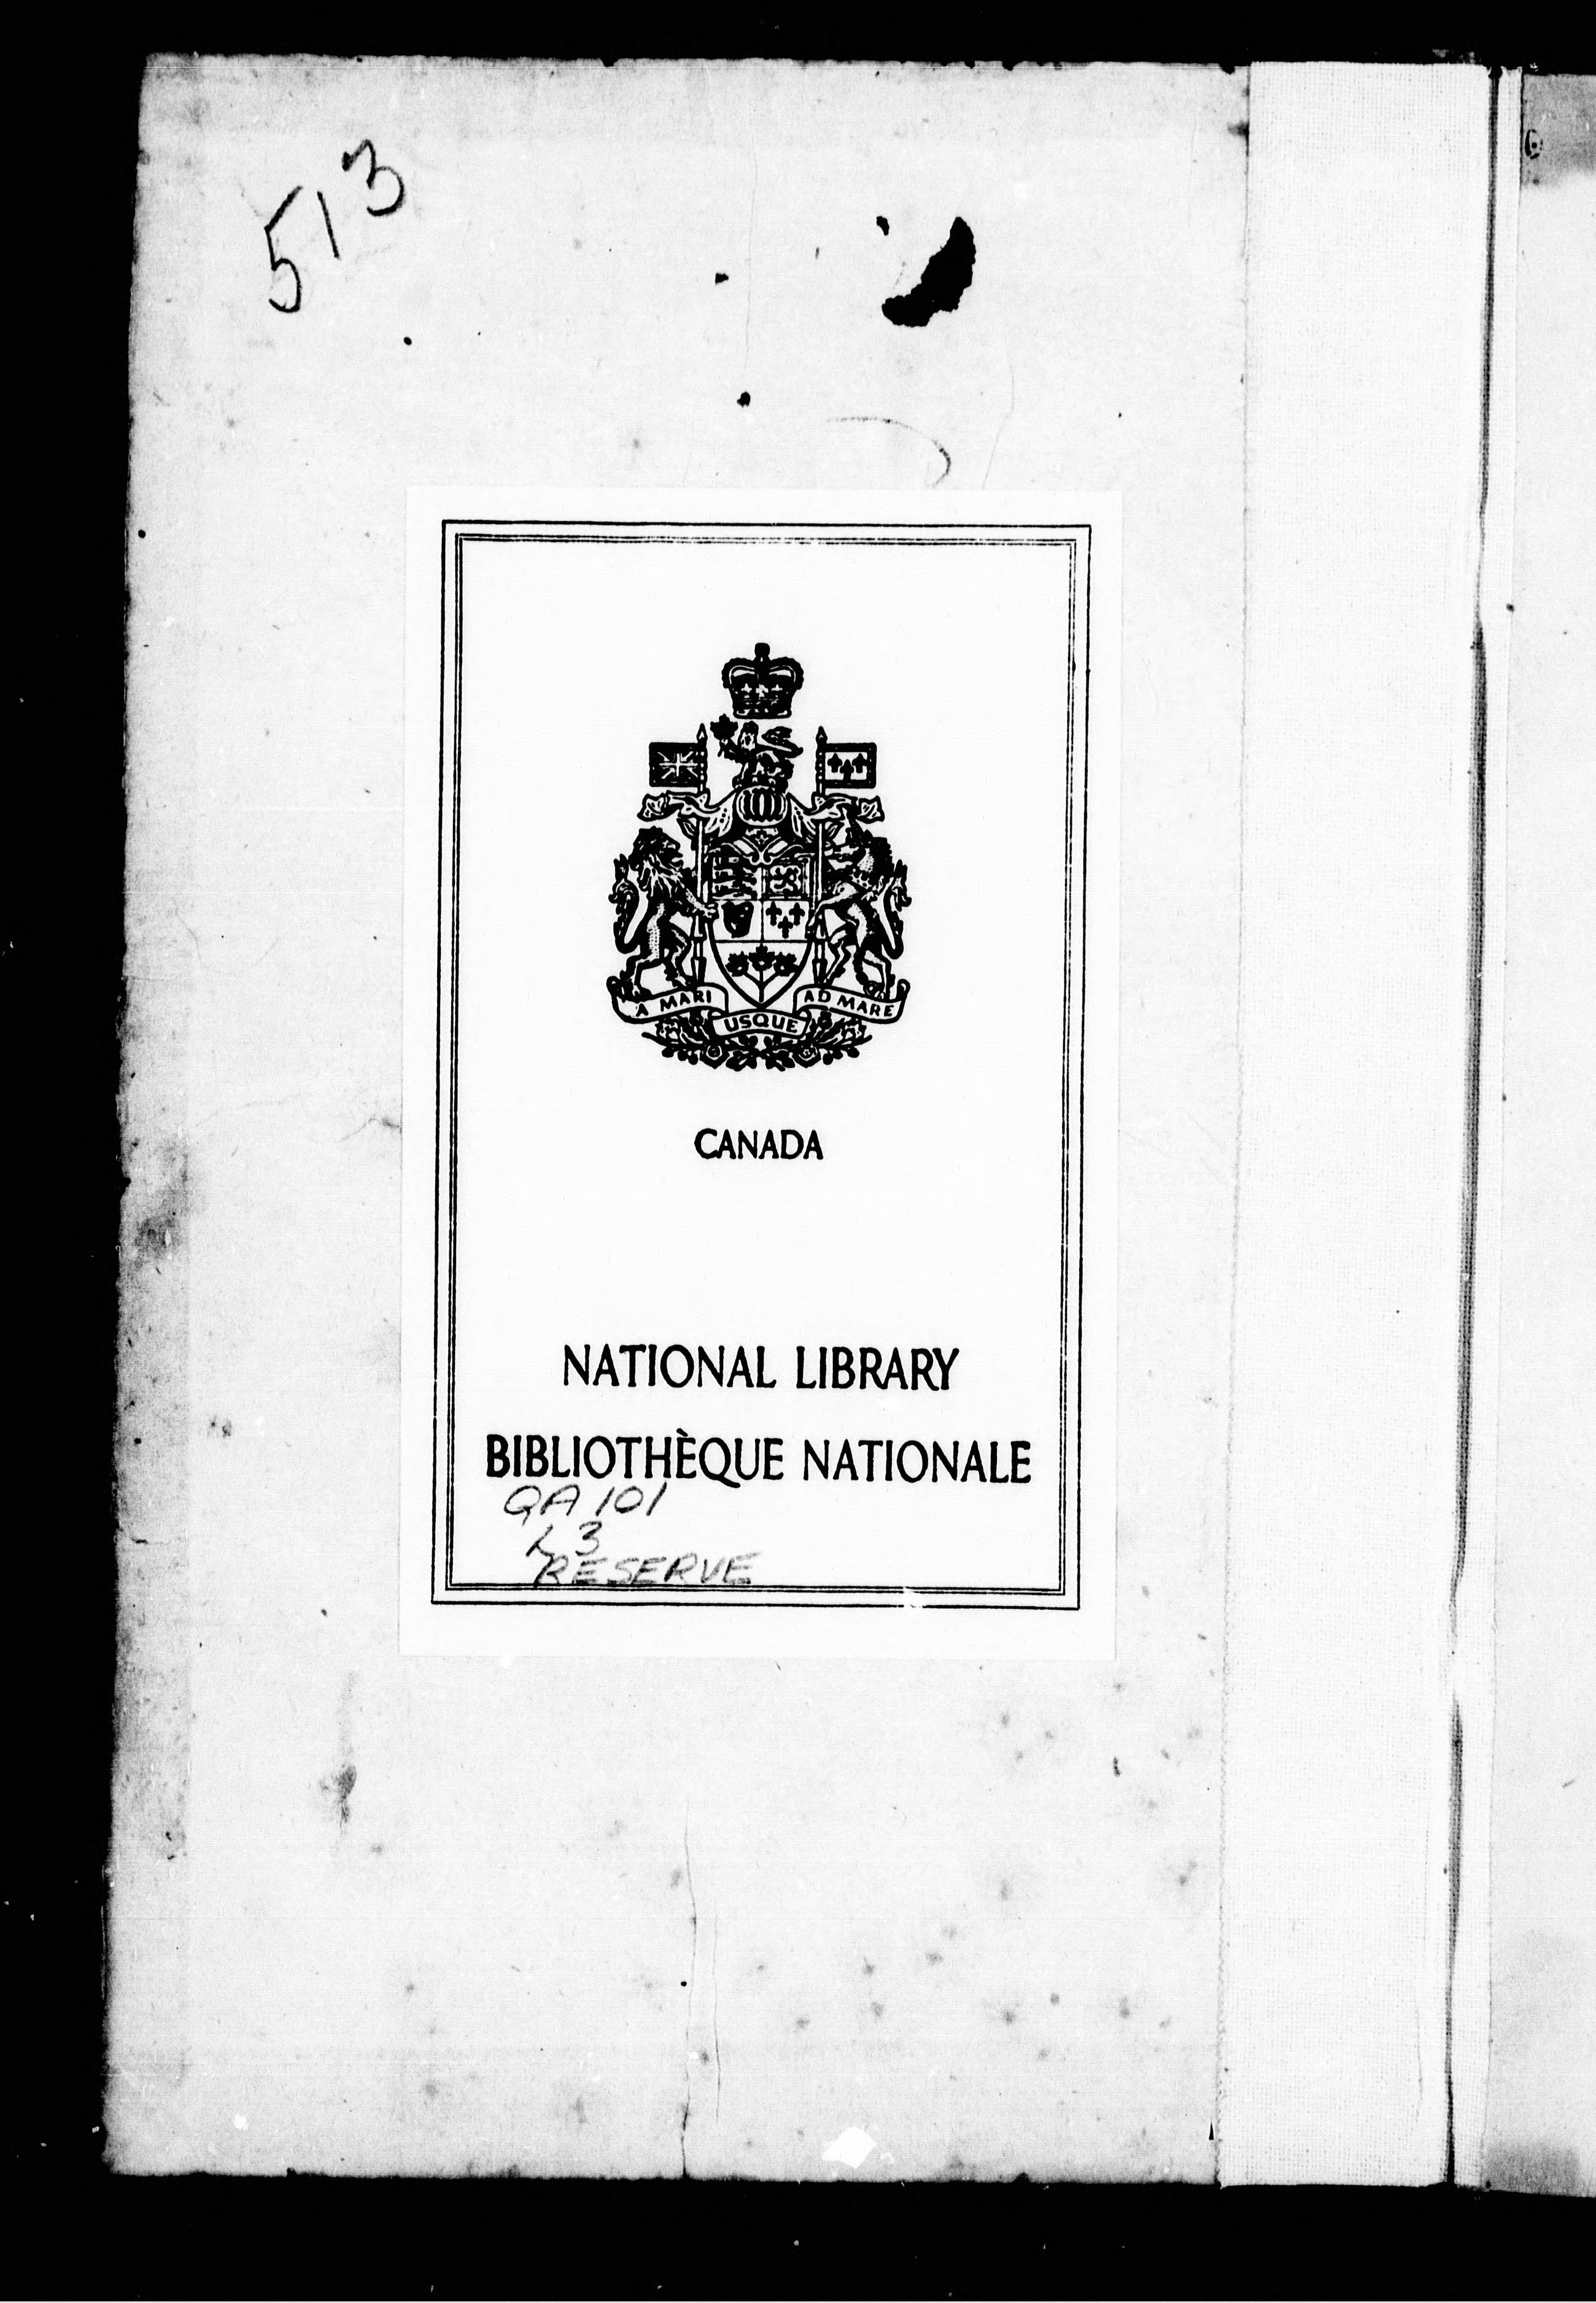 513
A MARI USQUE AD MARE
CANADA
NATIONAL LIBRARY
BIBLIOTHÈQUE NATIONALE
QA 101
L3
RESERVE